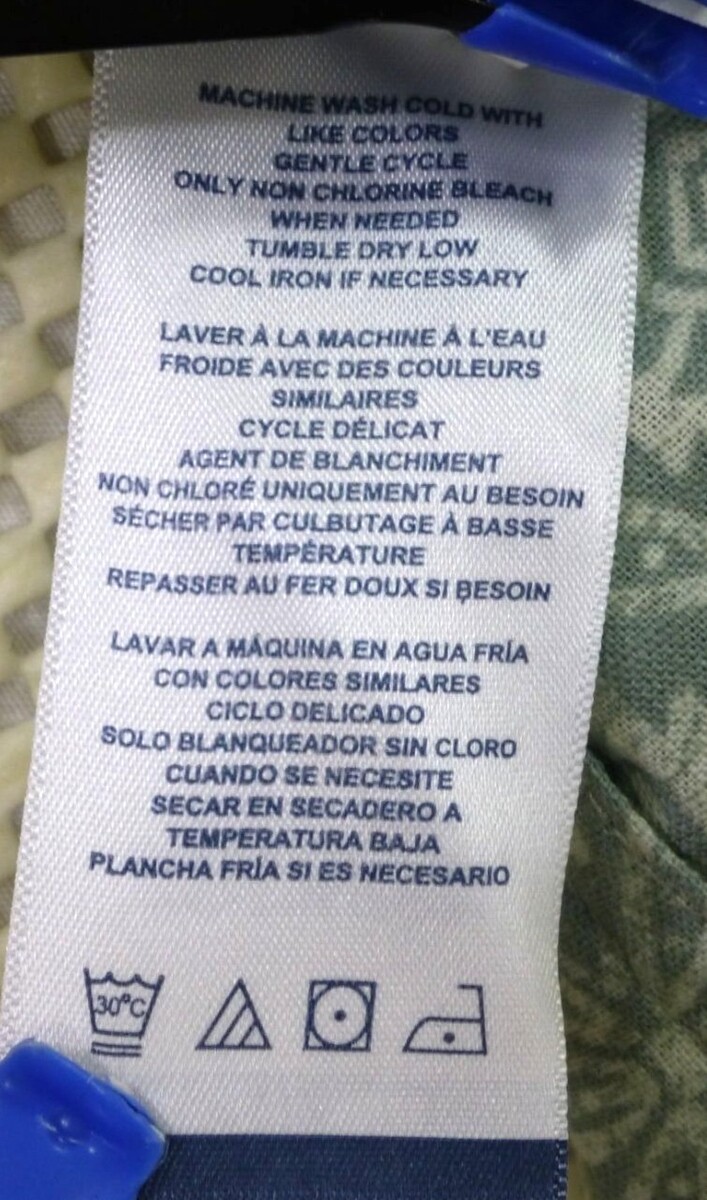 MACHINE WASH COLD WITH
LIKE COLORS
GENTLE CYCLE
ONLY NON CHLORINE BLEACH
WHEN NEEDED
TUMBLE DRY LOW
COOL IRON IF NECESSARY
LAVER À LA MACHINE À L'EAU
FROIDE AVEC DES COULEURS
SIMILAIRES
CYCLE DÉLICAT
AGENT DE BLANCHIMENT
NON CHLORÉ UNIQUEMENT AU BESOIN
SÉCHER PAR CULBUTAGE À BASSE
TEMPÉRATURE
REPASSER AU FER DOUX SI BESOIN
LAVAR A MÁQUINA EN AGUA FRÍA
CON COLORES SIMILARES
CICLO DELICADO
SOLO BLANQUEADOR SIN CLORO
CUANDO SE NECESITE
SECAR EN SECADERO A
TEMPERATURA BAJA
PLANCHA FRÍA SI ES NECESARIO
30°C